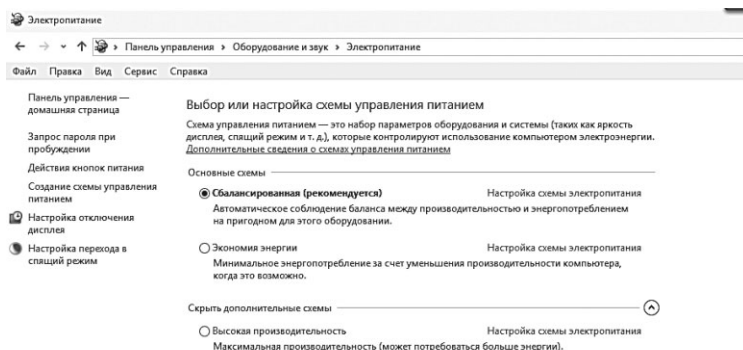 Электропитание
Панель управления › Оборудование и звук › Электропитание
Файл Правка Вид Сервис Справка
Панель управления —
домашняя страница
Запрос пароля при
пробуждении
Действия кнопок питания
Создание схемы управления
питанием
Настройка отключения
дисплея
Настройка перехода в
спящий режим
Выбор или настройка схемы управления питанием
Схема управления питанием — это набор параметров оборудования и системы (таких как яркость
дисплея, спящий режим и т. д.), которые контролируют использование компьютером электроэнергии.
Дополнительные сведения о схемах управления питанием
Основные схемы
Сбалансированная (рекомендуется) Настройка схемы электропитания
Автоматическое соблюдение баланса между производительностью и энергопотреблением
на пригодном для этого оборудовании.
Экономия энергии Настройка схемы электропитания
Минимальное энергопотребление за счет уменьшения производительности компьютера,
когда это возможно.
Скрыть дополнительные схемы
Высокая производительность Настройка схемы электропитания
Максимальная производительность (может потребоваться больше энергии).